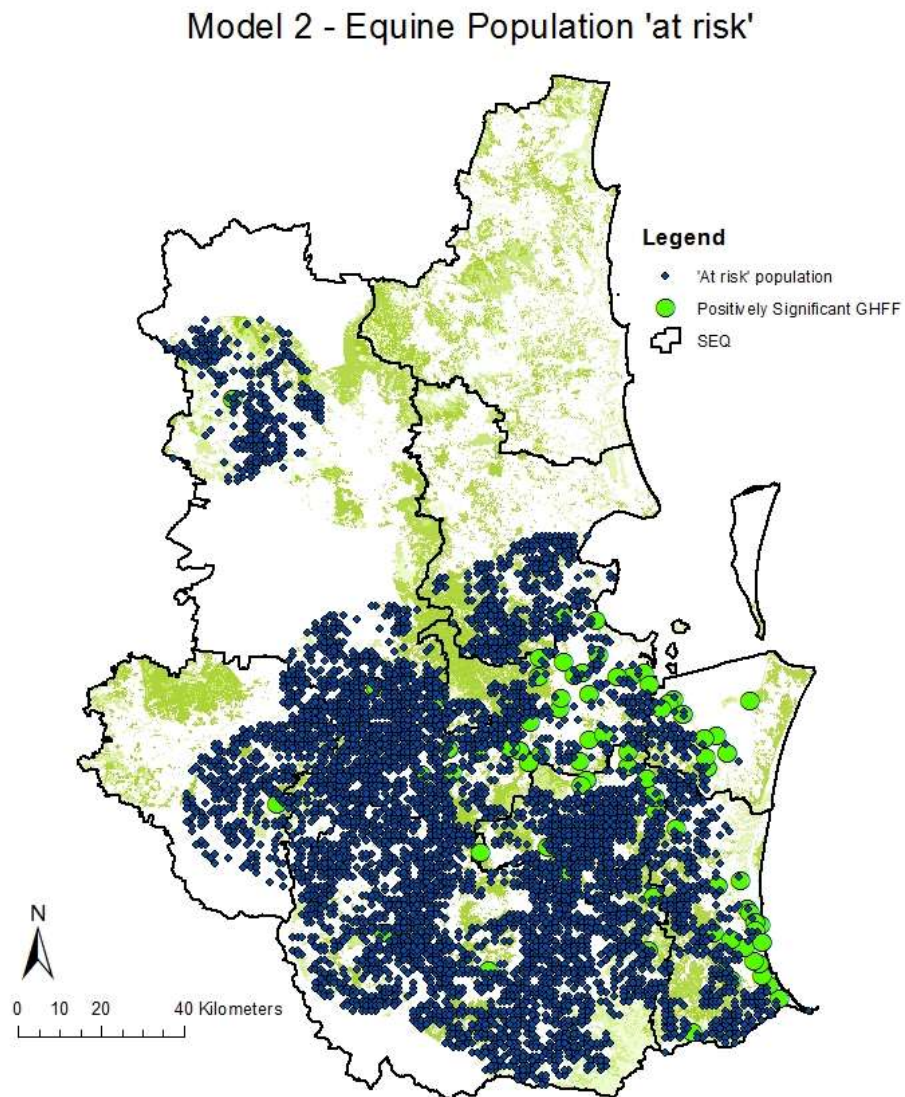 Model 2 - Equine Population 'at risk'
Legend
'At risk' population
Positively Significant GHFF
SEQ
N
0 10 20 40 Kilometers